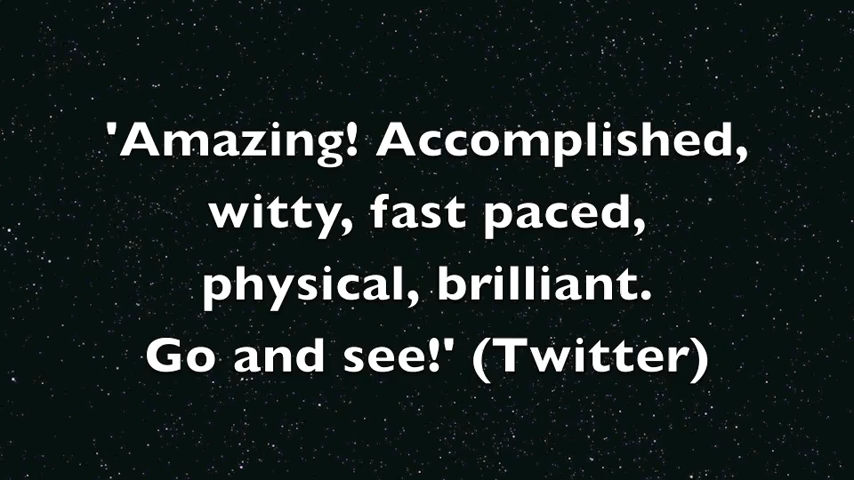 'Amazing! Accomplished,
witty, fast paced,
physical, brilliant.
Go and see!' (Twitter)